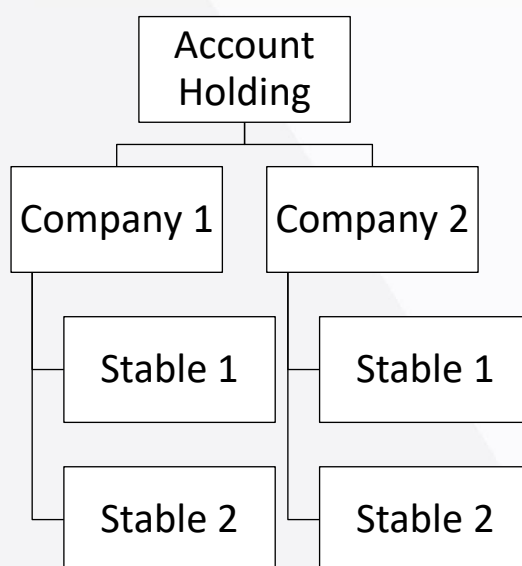 Account
Holding
Company 1
Company 2
Stable 1
Stable 1
Stable 2
Stable 2